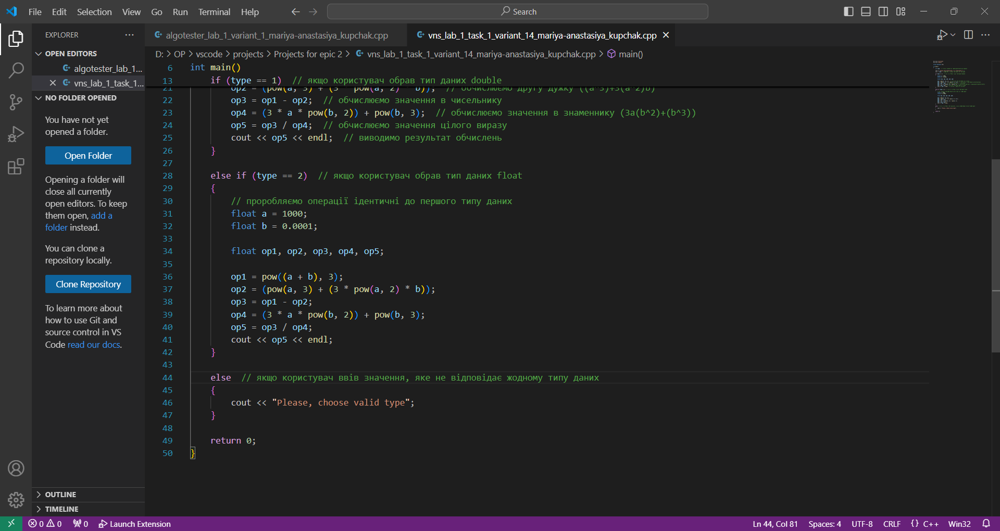 File Edit Selection View Go Run Terminal Help
Search
EXPLORER
algotester_lab_1_variant_1_mariya-anastasiya_kupchak.cpp
vns_lab_1_task_1_variant_14_mariya-anastasiya_kupchak.cpp
OPEN EDITORS
algotester_lab_1...
vns_lab_1_task_1...
NO FOLDER OPENED
You have not yet
opened a folder.
Open Folder
Opening a folder will
close all currently
open editors. To keep
them open, add a
folder instead.
You can clone a
repository locally.
Clone Repository
To learn more about
how to use Git and
source control in VS
Code read our docs.
OUTLINE
TIMELINE
D: > OP > vscode > projects > Projects for epic 2 > vns_lab_1_task_1_variant_14_mariya-anastasiya_kupchak.cpp > main()
6 int main()
13 if (type == 1) // якщо користувач обрав тип даних double
21 op2 = (pow(a, 3) + (3 * pow(a, 2) * b)); // обчислюємо другу дужку ((a^3)+3(a^2)b)
22 op3 = op1 - op2; // обчислюємо значення в чисельнику
23 op4 = (3 * a * pow(b, 2)) + pow(b, 3); // обчислюємо значення в знаменнику (3a(b^2)+(b^3))
24 op5 = op3 / op4; // обчислюємо значення цілого виразу
25 cout << op5 << endl; // виводимо результат обчислень
26 }
27
28 else if (type == 2) // якщо користувач обрав тип даних float
29 {
30 // проробляємо операції ідентичні до першого типу даних
31 float a = 1000;
32 float b = 0.0001;
33
34 float op1, op2, op3, op4, op5;
35
36 op1 = pow((a + b), 3);
37 op2 = (pow(a, 3) + (3 * pow(a, 2) * b));
38 op3 = op1 - op2;
39 op4 = (3 * a * pow(b, 2)) + pow(b, 3);
40 op5 = op3 / op4;
41 cout << op5 << endl;
42 }
43
44 else // якщо користувач ввів значення, яке не відповідає жодному типу даних
45 {
46 cout << "Please, choose valid type";
47 }
48
49 return 0;
50 }
0 0 0 Launch Extension Ln 44, Col 81 Spaces: 4 UTF-8 CRLF {} C++ Win32